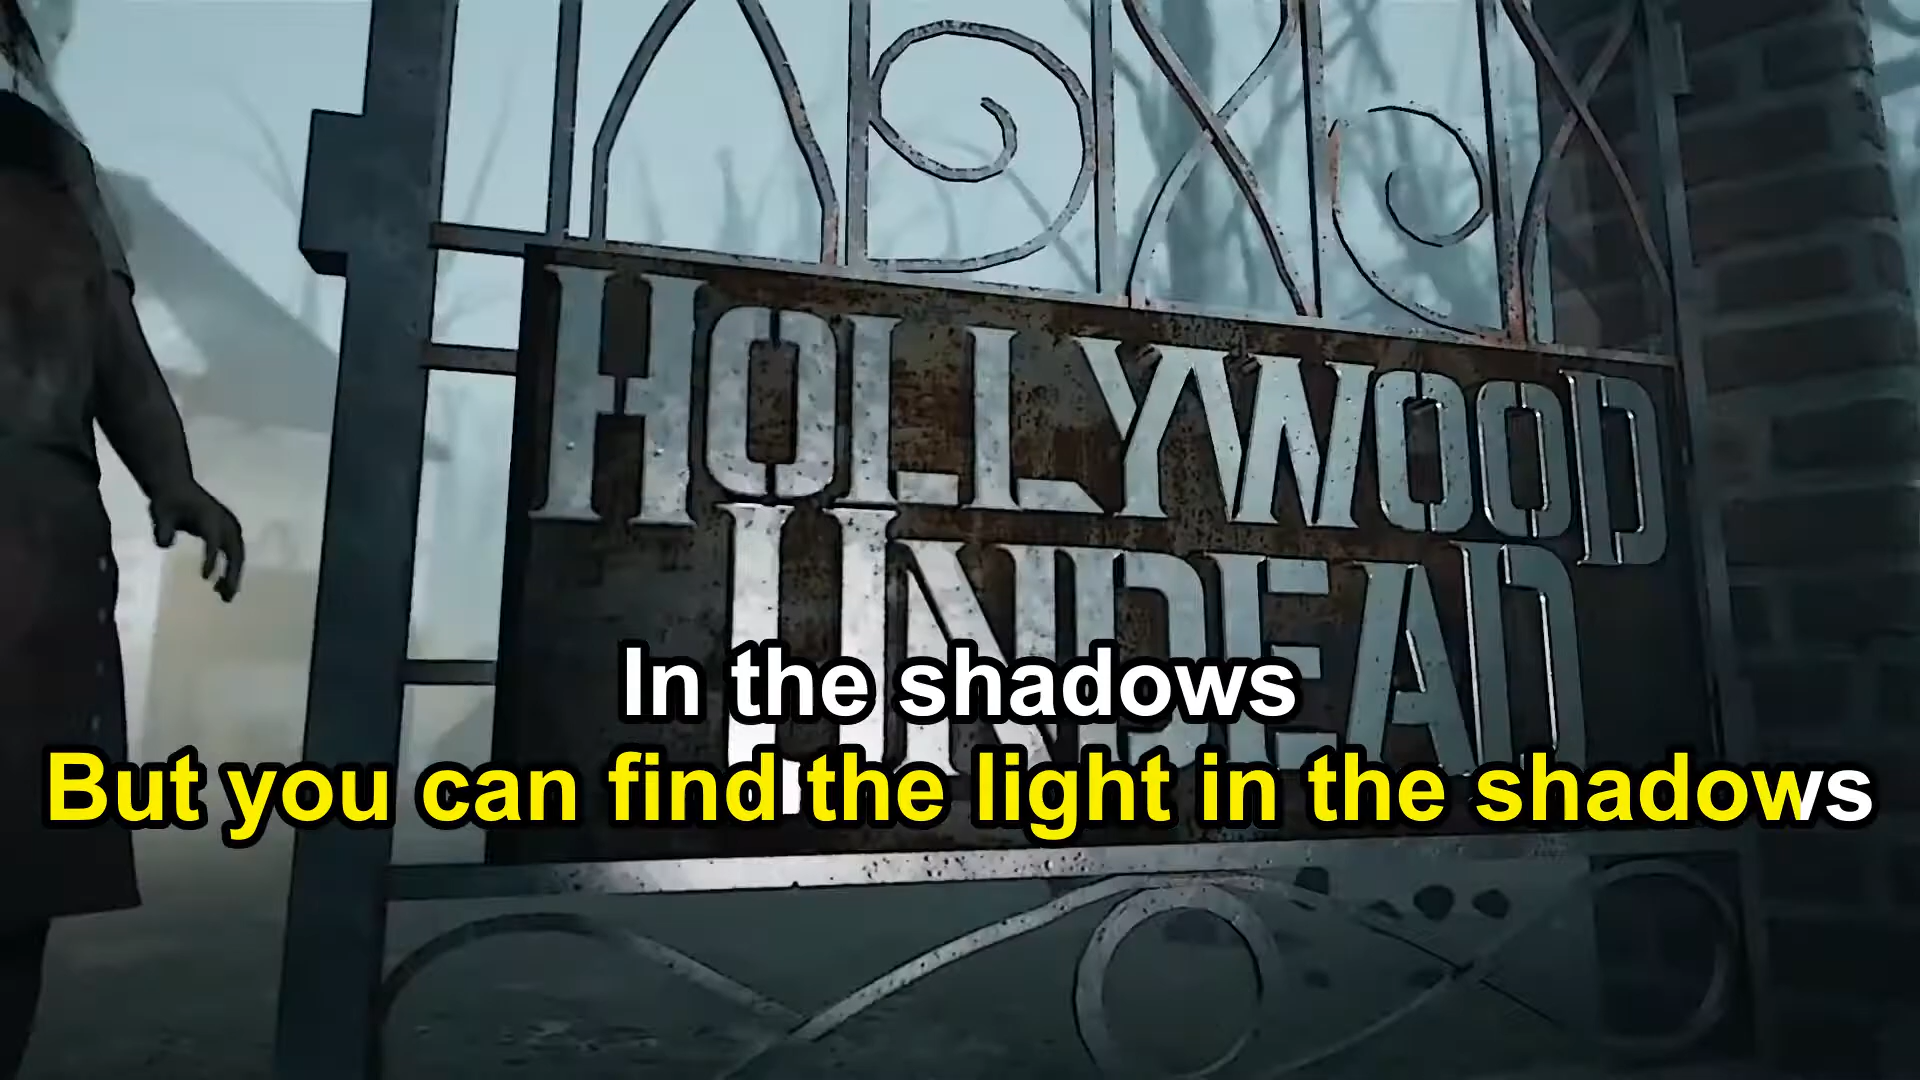 HOLLYWOOD
UNDEAD
In the shadows
But you can find the light in the shadows